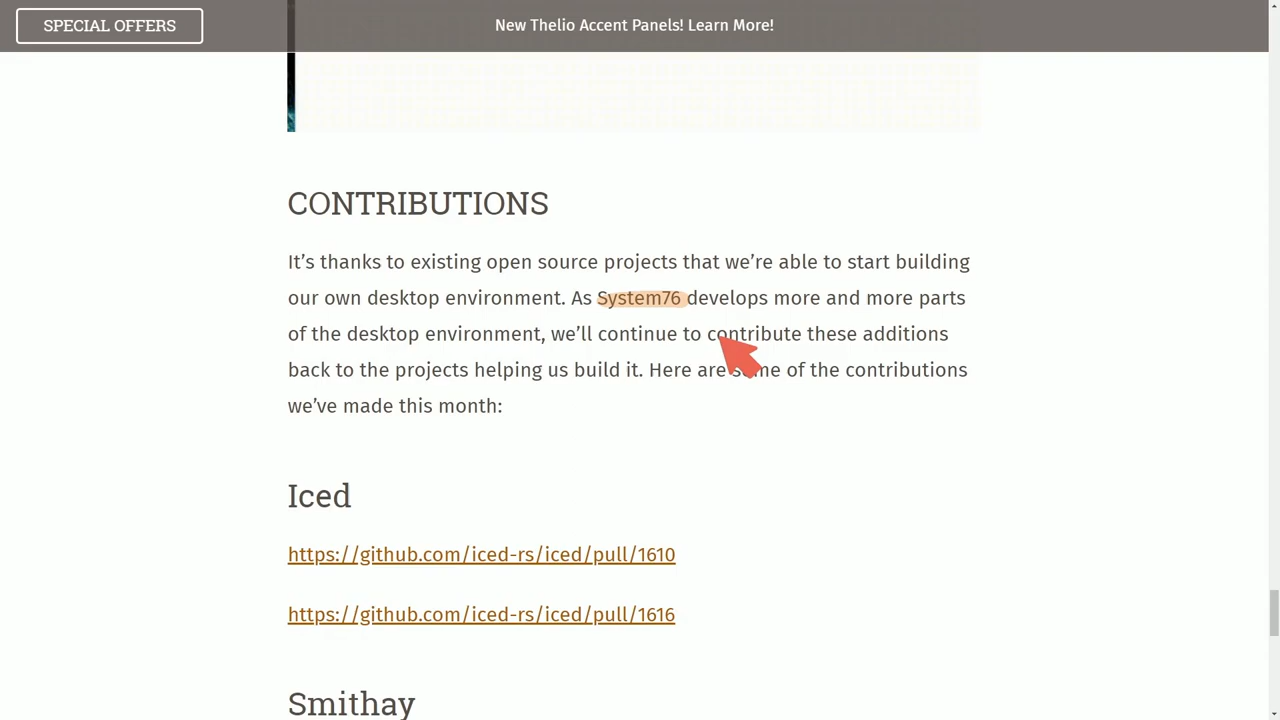 SPECIAL OFFERS
New Thelio Accent Panels! Learn More!
CONTRIBUTIONS
It’s thanks to existing open source projects that we’re able to start building
our own desktop environment. As System76 develops more and more parts
of the desktop environment, we’ll continue to contribute these additions
back to the projects helping us build it. Here are some of the contributions
we’ve made this month:
Iced
https://github.com/iced-rs/iced/pull/1610
https://github.com/iced-rs/iced/pull/1616
Smithay